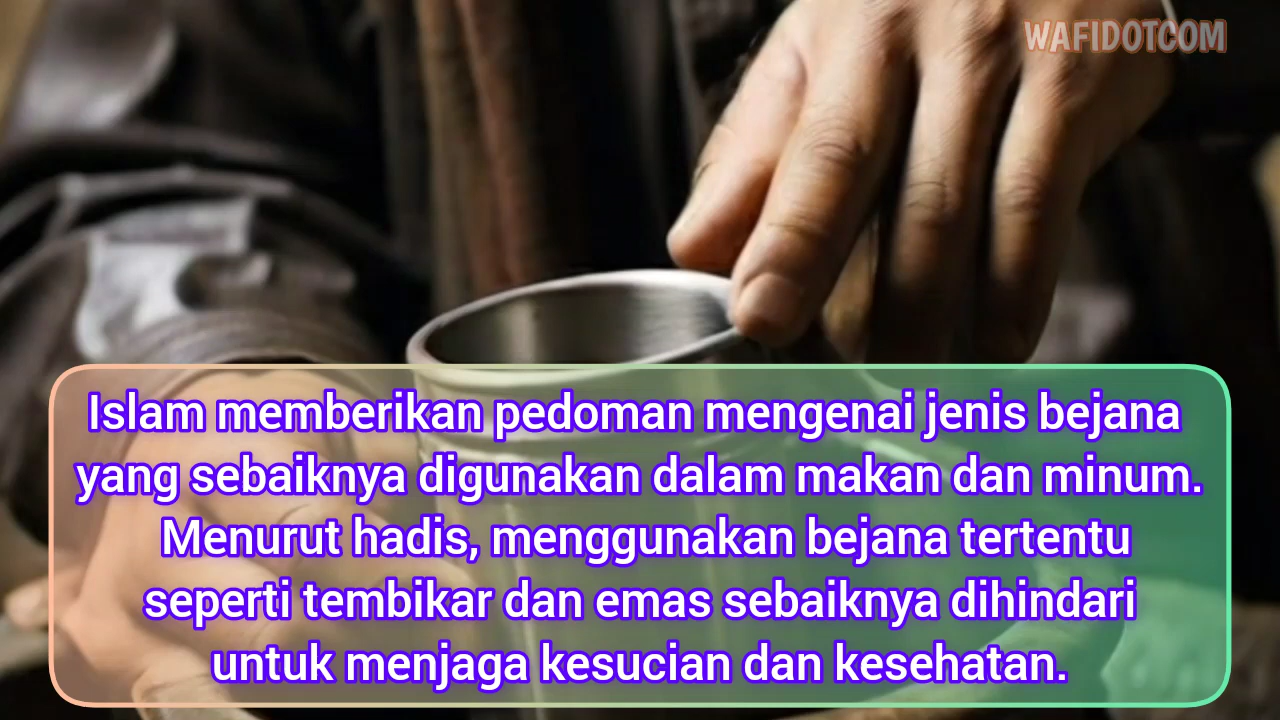 WAFIDOTCOM
Islam memberikan pedoman mengenai jenis bejana
yang sebaiknya digunakan dalam makan dan minum.
Menurut hadis, menggunakan bejana tertentu
seperti tembikar dan emas sebaiknya dihindari
untuk menjaga kesucian dan kesehatan.